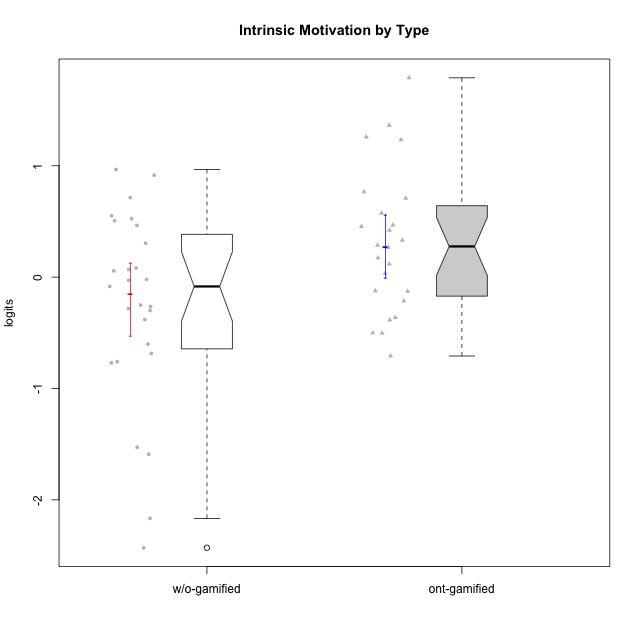 Intrinsic Motivation by Type
logits
1
0
-1
-2
w/o-gamified
ont-gamified